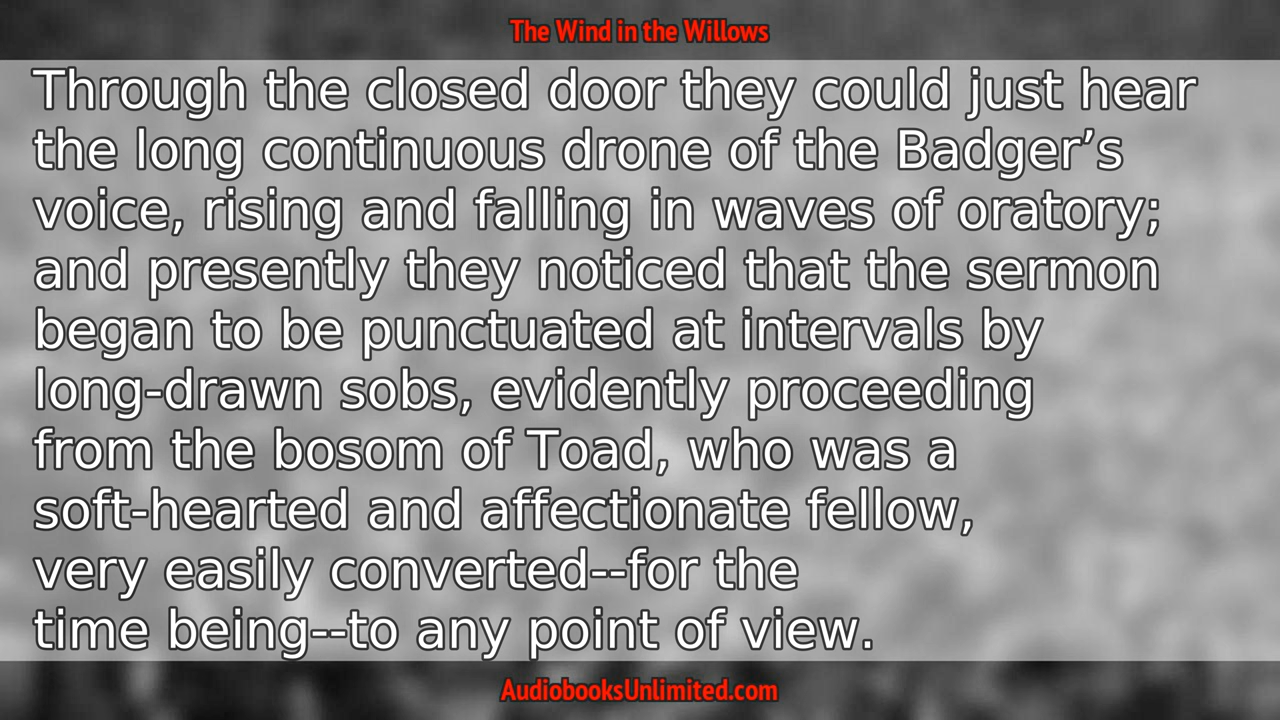 The Wind in the Willows
Through the closed door they could just hear
the long continuous drone of the Badger’s
voice, rising and falling in waves of oratory;
and presently they noticed that the sermon
began to be punctuated at intervals by
long-drawn sobs, evidently proceeding
from the bosom of Toad, who was a
soft-hearted and affectionate fellow,
very easily converted--for the
time being--to any point of view.
AudiobooksUnlimited.com